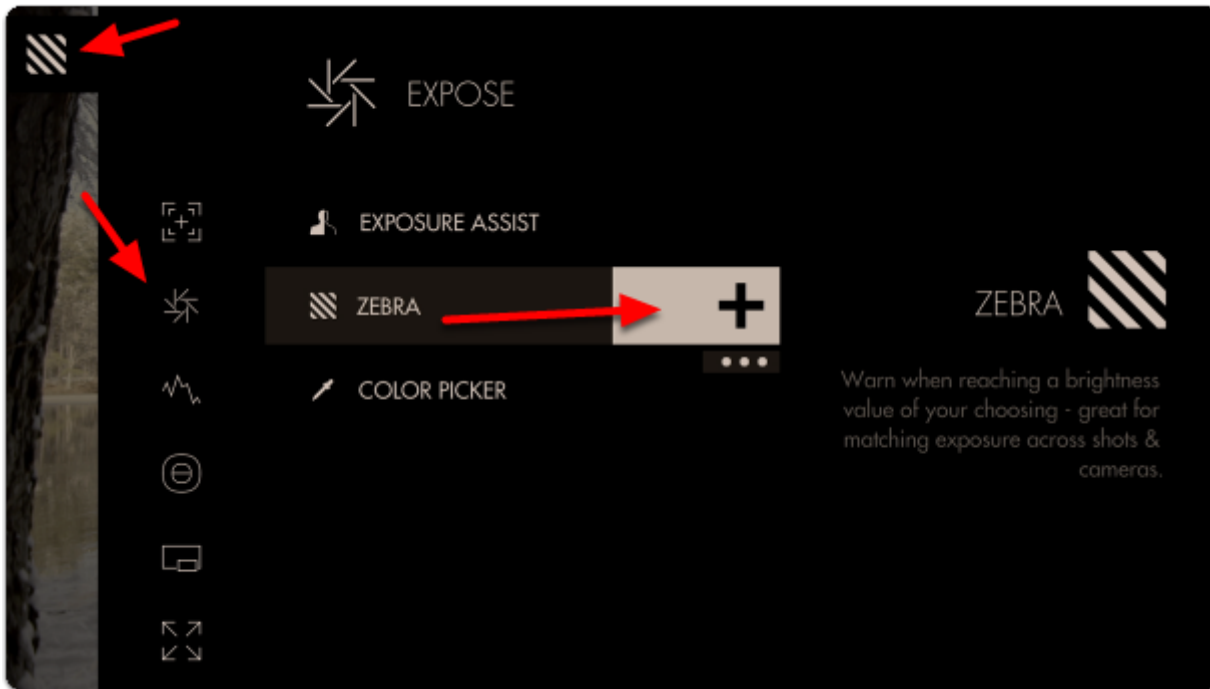 EXPOSE
EXPOSURE ASSIST
ZEBRA
COLOR PICKER
ZEBRA
Warn when reaching a brightness
value of your choosing - great for
matching exposure across shots &
cameras.